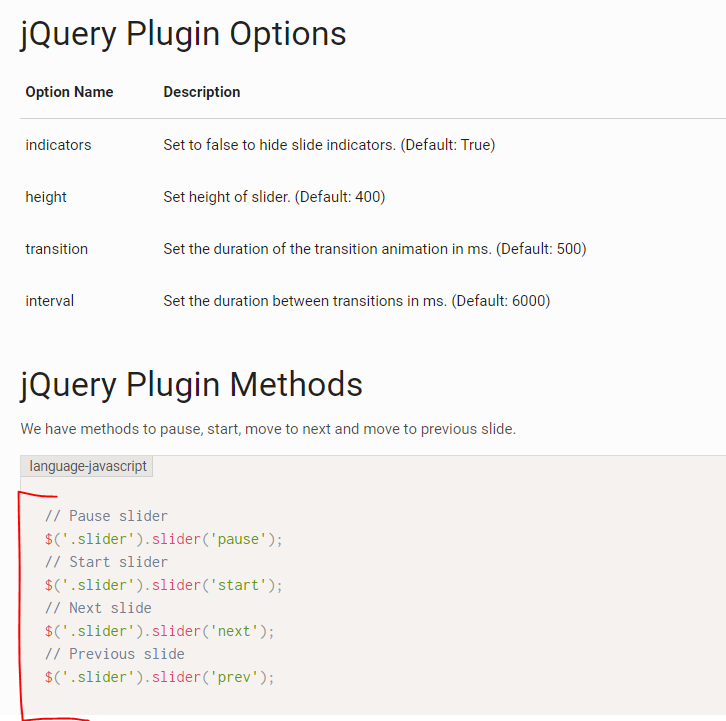 jQuery Plugin Options
Option Name Description
indicators Set to false to hide slide indicators. (Default: True)
height Set height of slider. (Default: 400)
transition Set the duration of the transition animation in ms. (Default: 500)
interval Set the duration between transitions in ms. (Default: 6000)
jQuery Plugin Methods
We have methods to pause, start, move to next and move to previous slide.
language-javascript
// Pause slider
$('.slider').slider('pause');
// Start slider
$('.slider').slider('start');
// Next slide
$('.slider').slider('next');
// Previous slide
$('.slider').slider('prev');